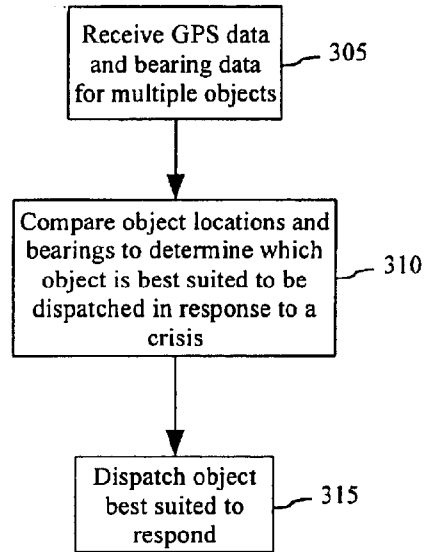 Receive GPS data
and bearing data
for multiple objects
305
Compare object locations and
bearings to determine which
object is best suited to be
dispatched in response to a
crisis
310
Dispatch object
best suited to
respond
315